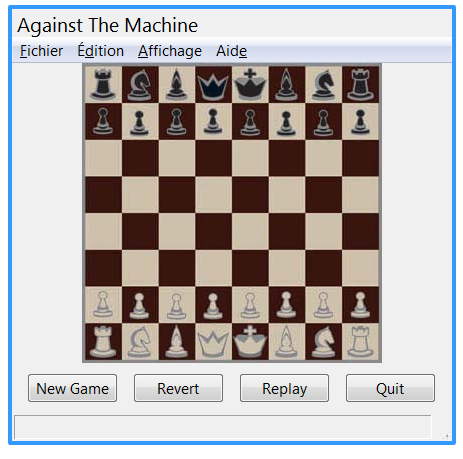 Against The Machine
Fichier Édition Affichage Aide
New Game Revert Replay Quit